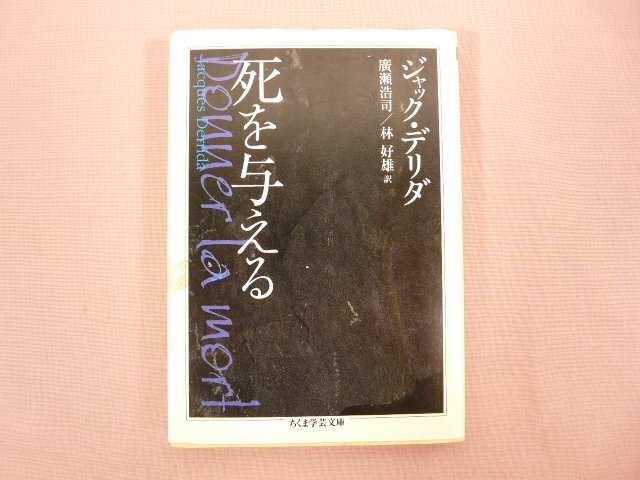 ジャック・デリダ
廣瀬浩司／林 好雄 訳
死を与える
Jacques Derrida
Donner la mort
ちくま学芸文庫